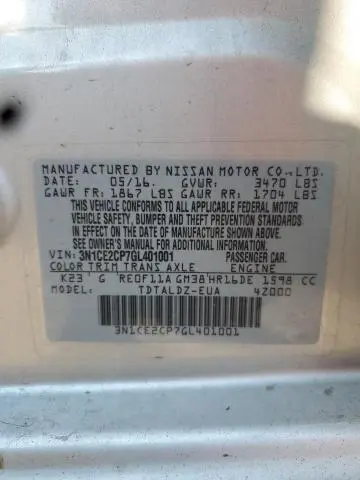 MANUFACTURED BY NISSAN MOTOR CO.,LTD.
DATE: 05/16. GVWR: 3470 LBS
GAWR FR: 1867 LBS GAWR RR: 1704 LBS
THIS VEHICLE CONFORMS TO ALL APPLICABLE FEDERAL MOTOR
VEHICLE SAFETY, BUMPER AND THEFT PREVENTION STANDARDS
IN EFFECT ON THE DATE OF MANUFACTURE SHOWN ABOVE.
SEE OWNER'S MANUAL FOR ADDITIONAL INFORMATION
VIN: 3N1CE2CP7GL401001 PASSENGER CAR.
COLOR TRIM TRANS AXLE ENGINE
K23 G RE0F11A GM38 HR16DE 1598 CC
MODEL: TDTALDZ-EUA 4Z000
3N1CE2CP7GL401001